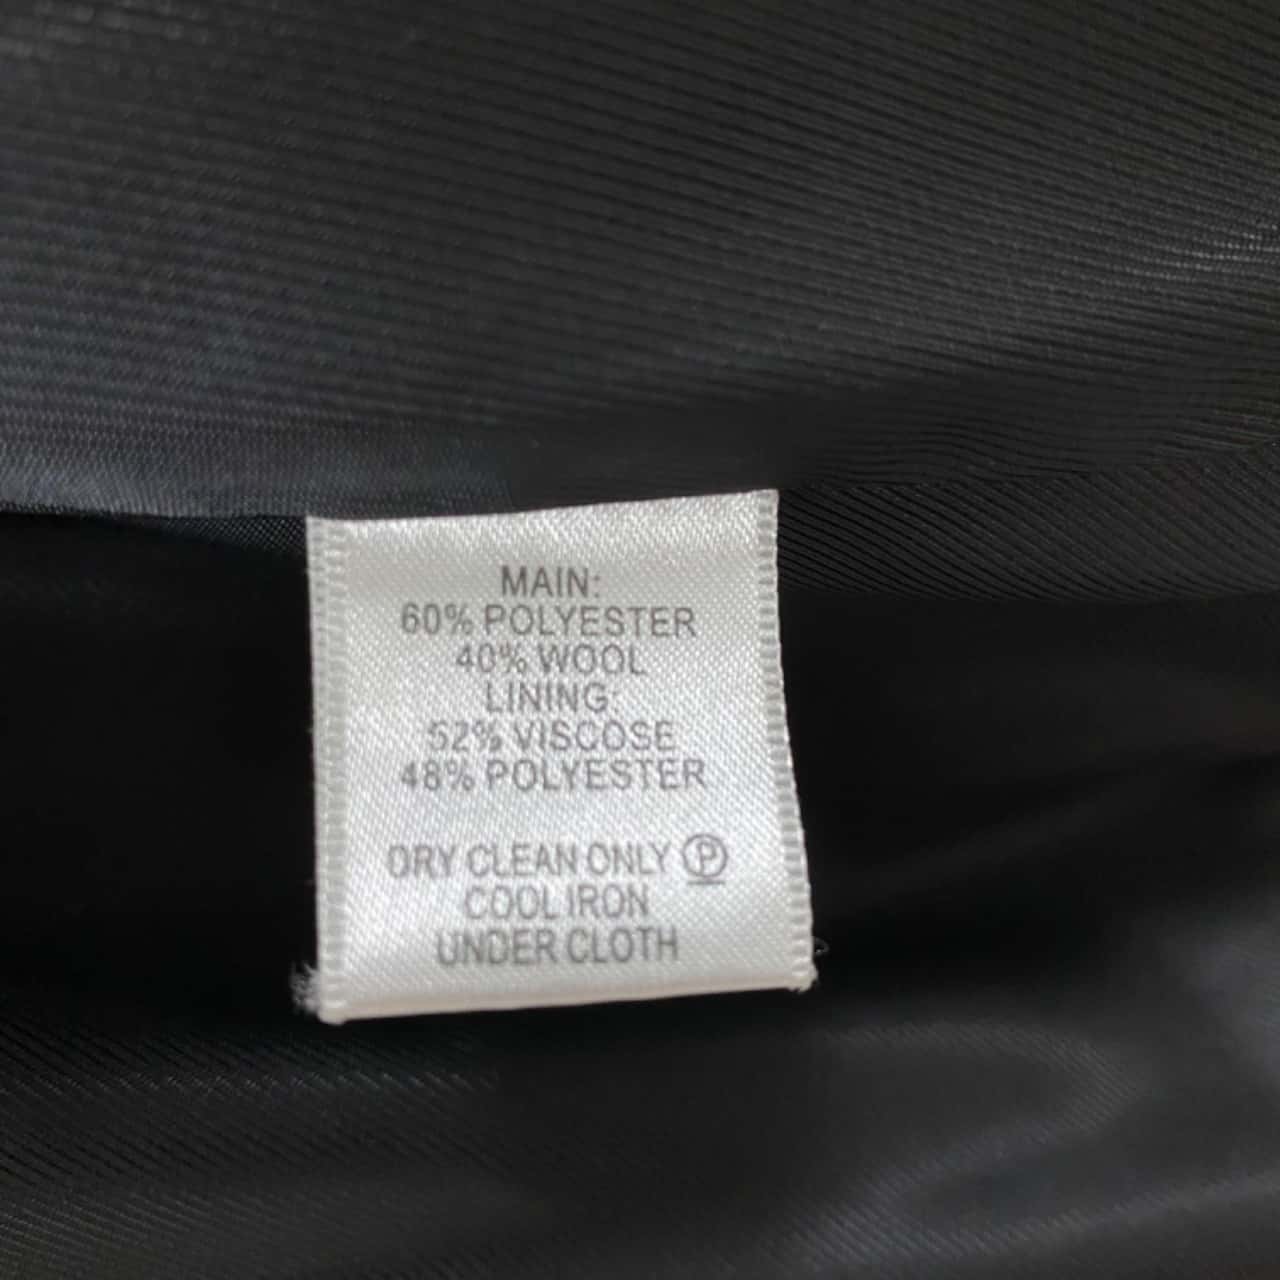 MAIN:
60% POLYESTER
40% WOOL
LINING:
52% VISCOSE
48% POLYESTER
DRY CLEAN ONLY Ⓟ
COOL IRON
UNDER CLOTH